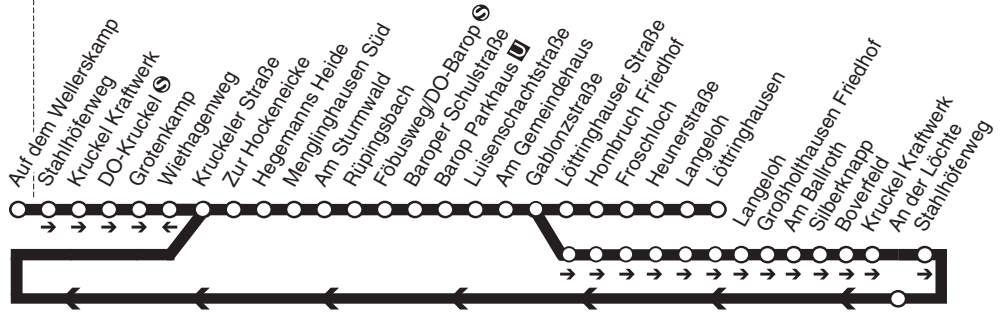 Auf dem Wellerskamp
Stahlhöferweg
Kruckel Kraftwerk
DO-Kruckel S
Grotenkamp
Wiethagenweg
Kruckeler Straße
Zur Hockeneicke
Hegemanns Heide
Menglinghausen Süd
Am Sturmwald
Rüpingsbach
Föbusweg/DO-Barop S
Baroper Schulstraße
Barop Parkhaus U
Luisenschachtstraße
Am Gemeindehaus
Gablonzstraße
Löttringhauser Straße
Hombruch Friedhof
Froschloch
Heunerstraße
Langeloh
Löttringhausen
Langeloh
Großholthausen Friedhof
Am Ballroth
Silberknapp
Boverfeld
Kruckel Kraftwerk
An der Löchte
Stahlhöferweg